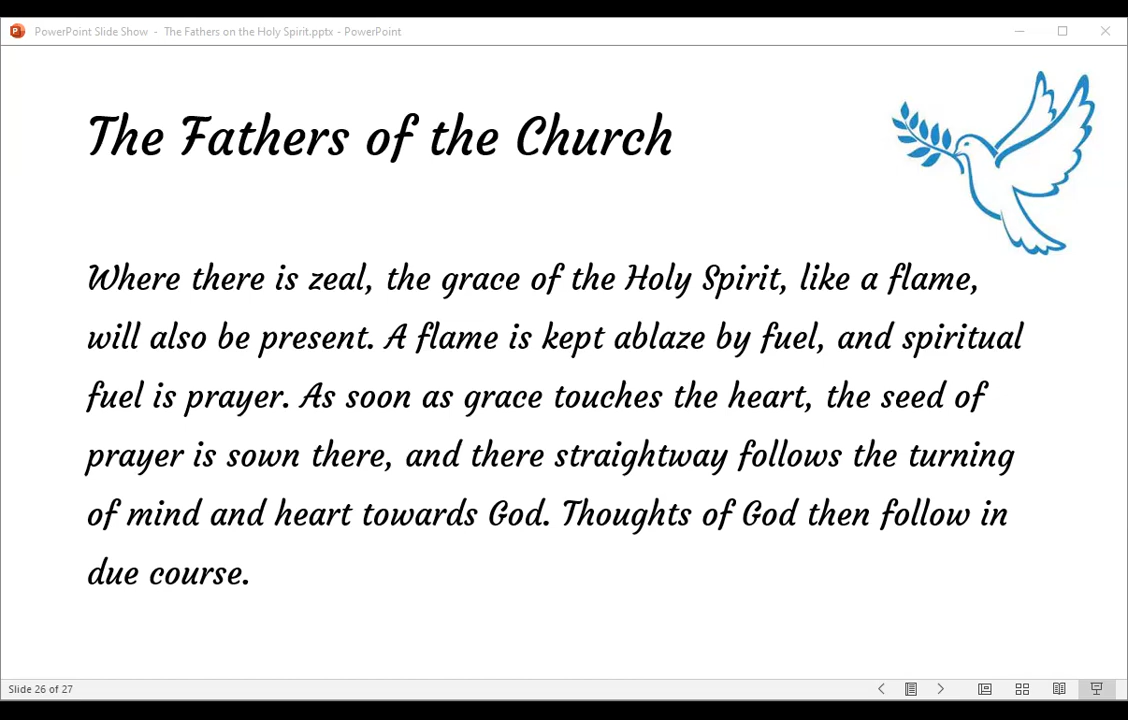 PowerPoint Slide Show - The Fathers on the Holy Spirit.pptx - PowerPoint
The Fathers of the Church
Where there is zeal, the grace of the Holy Spirit, like a flame,
will also be present. A flame is kept ablaze by fuel, and spiritual
fuel is prayer. As soon as grace touches the heart, the seed of
prayer is sown there, and there straightway follows the turning
of mind and heart towards God. Thoughts of God then follow in
due course.
Slide 26 of 27